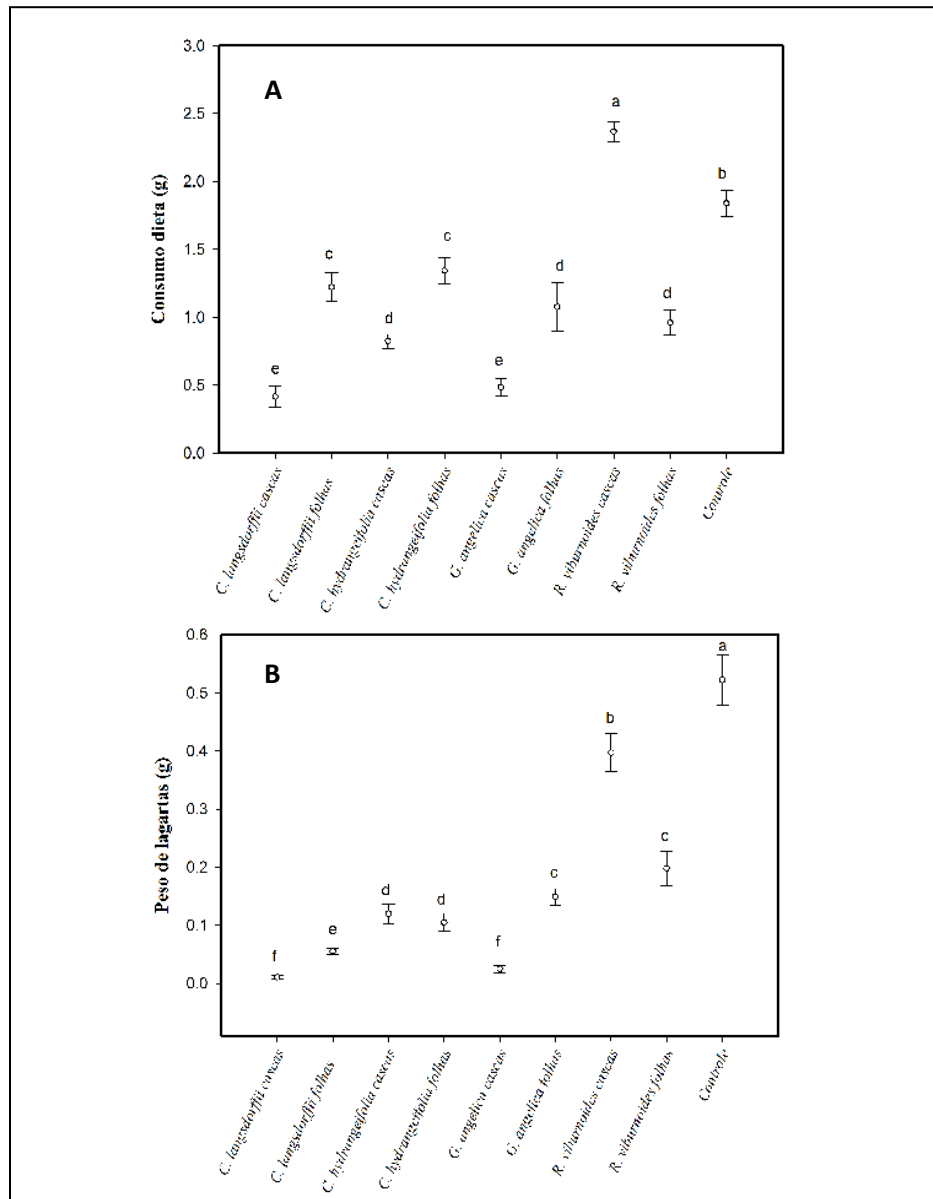 A
Consumo dieta (g)
3.0
2.5
2.0
1.5
1.0
0.5
0.0
e
c
d
c
e
d
a
d
b
C. langsdorffii cascas
C. langsdorffii folhas
C. hydrangeifolia cascas
C. hydrangeifolia folhas
G. angelica cascas
G. angelica folhas
R. viburnoides cascas
R. viburnoides folhas
Controle
B
Peso de lagartas (g)
0.6
0.5
0.4
0.3
0.2
0.1
0.0
f
e
d
d
f
c
b
c
a
C. langsdorffii cascas
C. langsdorffii folhas
C. hydrangeifolia cascas
C. hydrangeifolia folhas
G. angelica cascas
G. angelica folhas
R. viburnoides cascas
R. viburnoides folhas
Controle